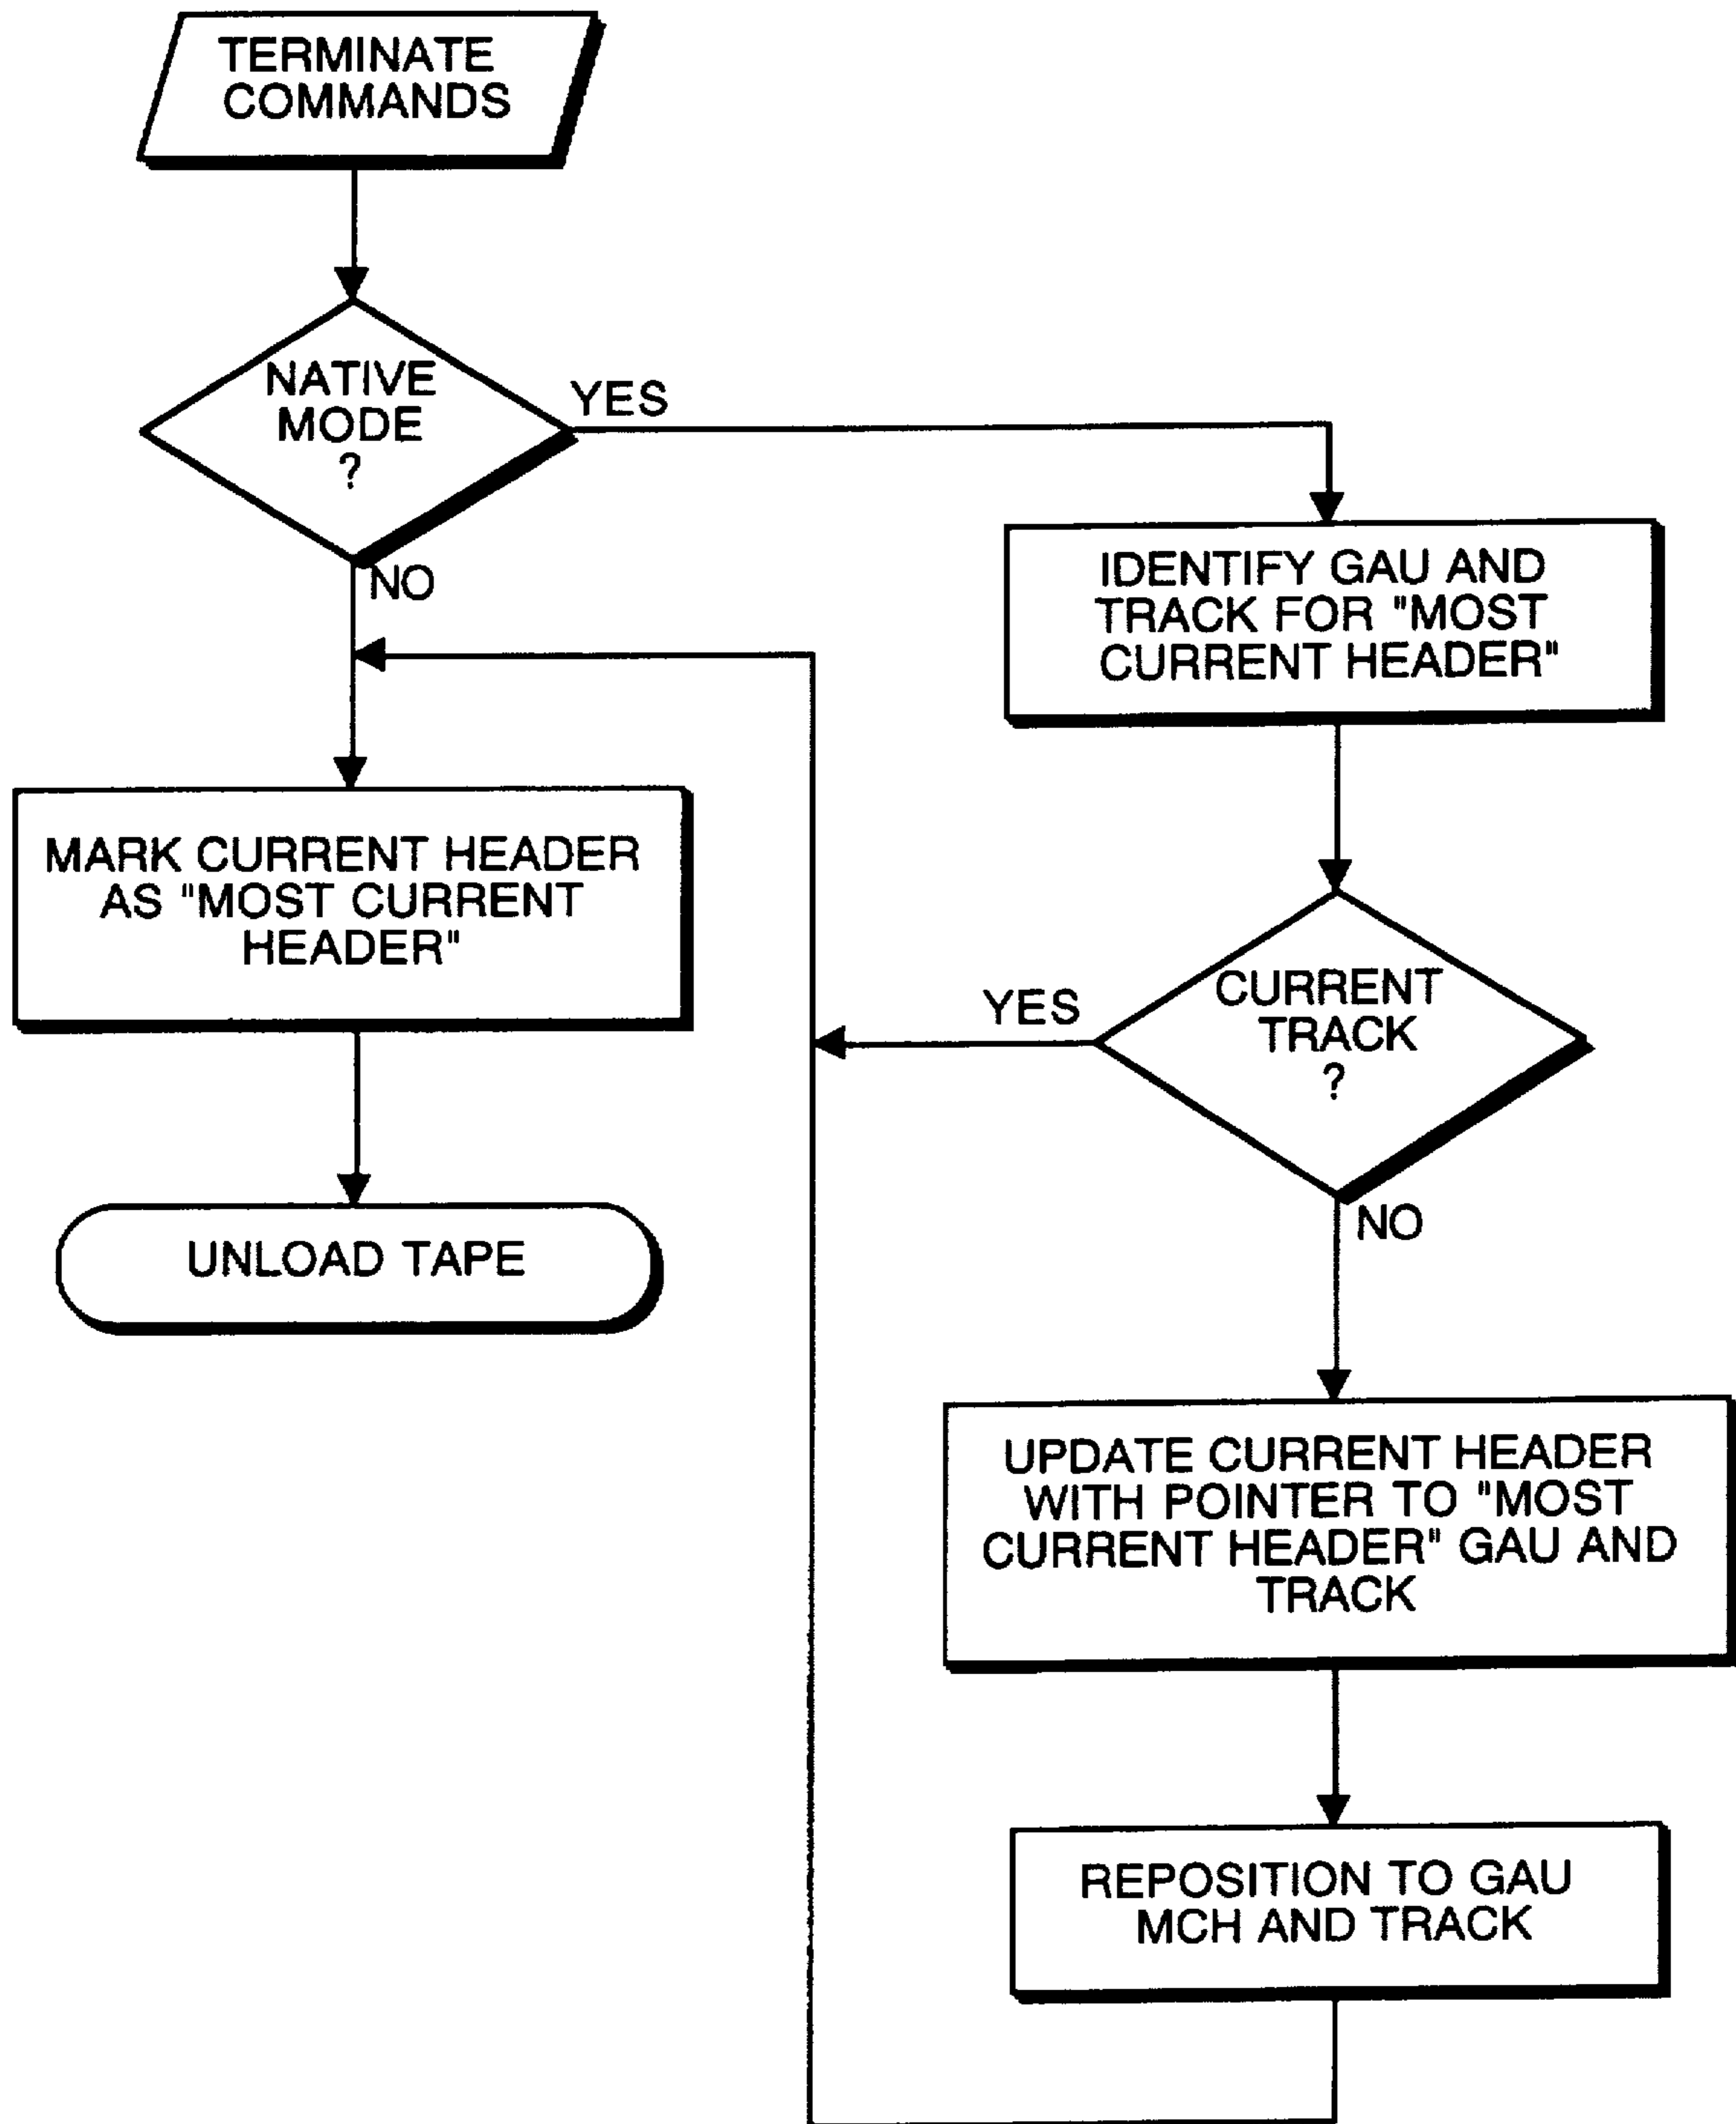 TERMINATE
COMMANDS
NATIVE
MODE
?
YES
NO
IDENTIFY GAU AND
TRACK FOR "MOST
CURRENT HEADER"
MARK CURRENT HEADER
AS "MOST CURRENT
HEADER"
UNLOAD TAPE
CURRENT
TRACK
?
YES
NO
UPDATE CURRENT HEADER
WITH POINTER TO "MOST
CURRENT HEADER" GAU AND
TRACK
REPOSITION TO GAU
MCH AND TRACK